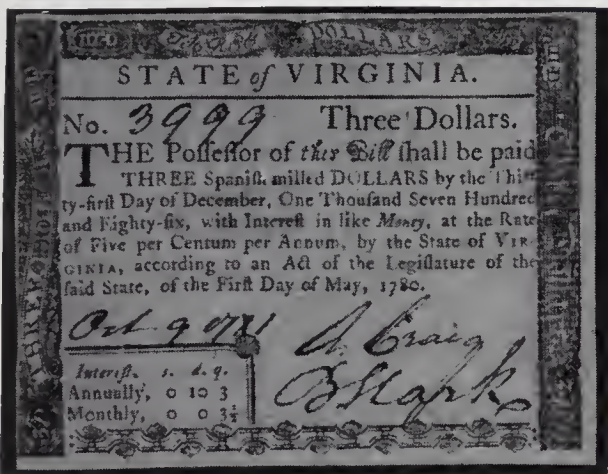 THREE DOLLARS
STATE of VIRGINIA.
No. 3999 Three Dollars.
THE Poſſeſſor of this Bill ſhall be paid
THREE Spaniſh milled DOLLARS by the Thir-
ty-firſt Day of December, One Thouſand Seven Hundred
and Eighty-ſix, with Intereſt in like Money, at the Rate
of Five per Centum per Annum, by the State of VIR-
GINIA, according to an Act of the Legiſlature of the
ſaid State, of the Firſt Day of May, 1780.
Oct 9 1781
A Craig
Intereſt. s. d. q.
Annually, 0 10 3
Monthly, 0 0 3½